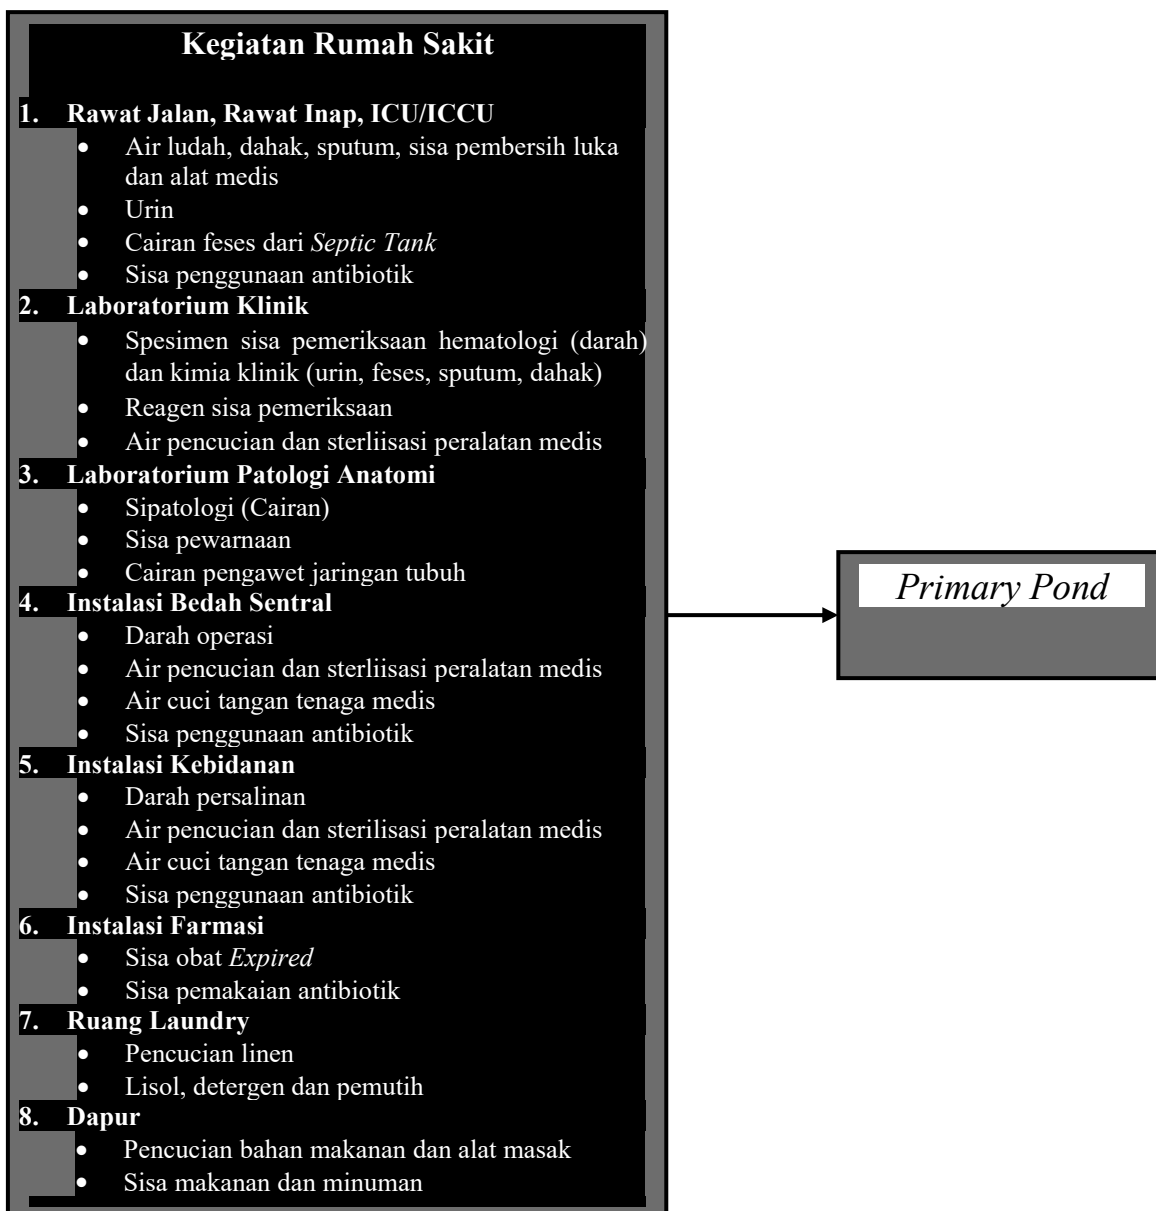 Kegiatan Rumah Sakit
1. Rawat Jalan, Rawat Inap, ICU/ICCU
• Air ludah, dahak, sputum, sisa pembersih luka
dan alat medis
• Urin
• Cairan feses dari Septic Tank
• Sisa penggunaan antibiotik
2. Laboratorium Klinik
• Spesimen sisa pemeriksaan hematologi (darah)
dan kimia klinik (urin, feses, sputum, dahak)
• Reagen sisa pemeriksaan
• Air pencucian dan sterliisasi peralatan medis
3. Laboratorium Patologi Anatomi
• Sipatologi (Cairan)
• Sisa pewarnaan
• Cairan pengawet jaringan tubuh
4. Instalasi Bedah Sentral
• Darah operasi
• Air pencucian dan sterliisasi peralatan medis
• Air cuci tangan tenaga medis
• Sisa penggunaan antibiotik
5. Instalasi Kebidanan
• Darah persalinan
• Air pencucian dan sterilisasi peralatan medis
• Air cuci tangan tenaga medis
• Sisa penggunaan antibiotik
6. Instalasi Farmasi
• Sisa obat Expired
• Sisa pemakaian antibiotik
7. Ruang Laundry
• Pencucian linen
• Lisol, detergen dan pemutih
8. Dapur
• Pencucian bahan makanan dan alat masak
• Sisa makanan dan minuman
Primary Pond